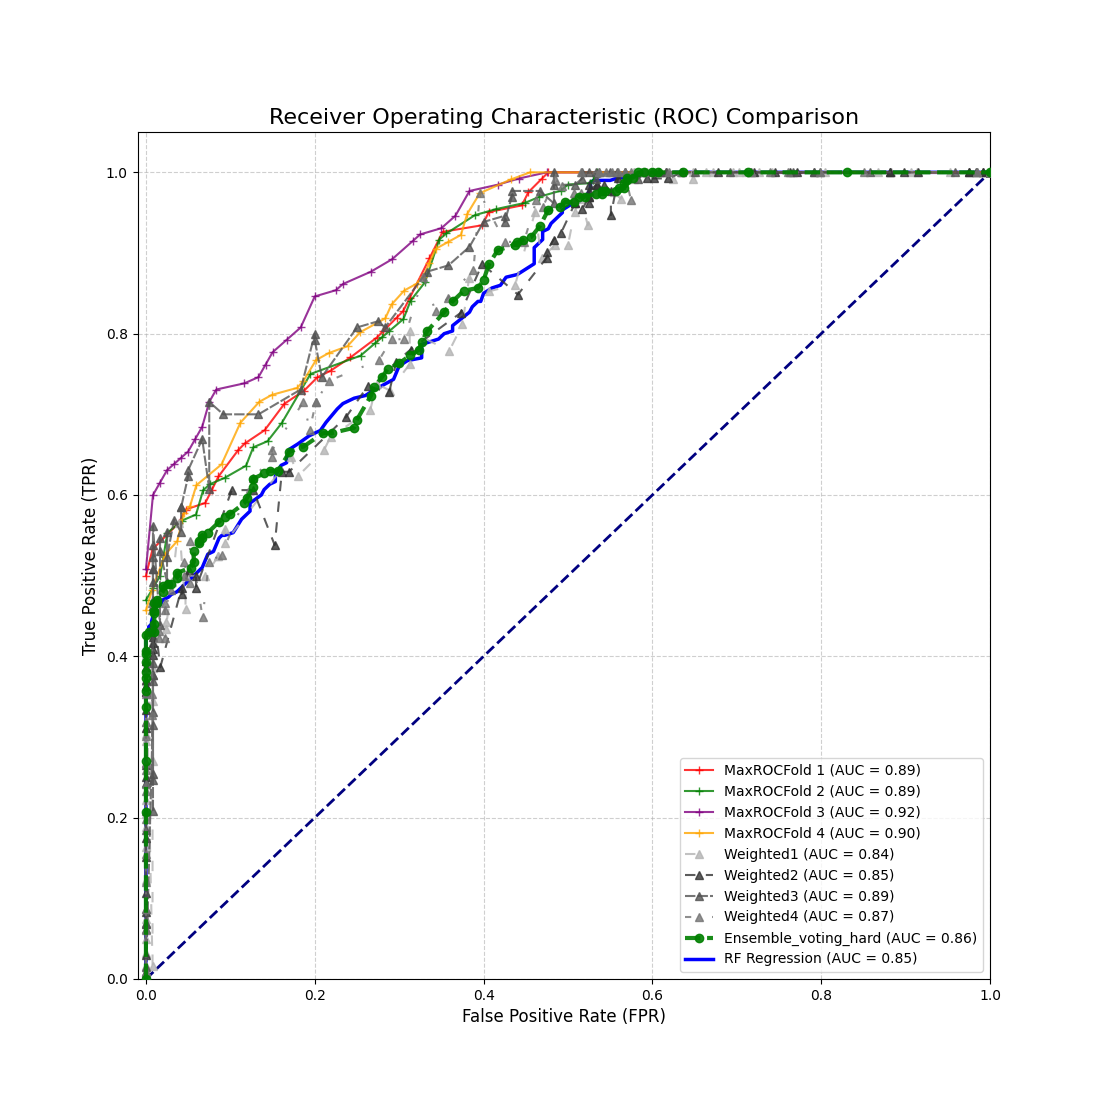 Receiver Operating Characteristic (ROC) Comparison
True Positive Rate (TPR)
1.0
0.8
0.6
0.4
0.2
0.0
MaxROCFold 1 (AUC = 0.89)
MaxROCFold 2 (AUC = 0.89)
MaxROCFold 3 (AUC = 0.92)
MaxROCFold 4 (AUC = 0.90)
Weighted1 (AUC = 0.84)
Weighted2 (AUC = 0.85)
Weighted3 (AUC = 0.89)
Weighted4 (AUC = 0.87)
Ensemble_voting_hard (AUC = 0.86)
RF Regression (AUC = 0.85)
0.0 0.2 0.4 0.6 0.8 1.0
False Positive Rate (FPR)